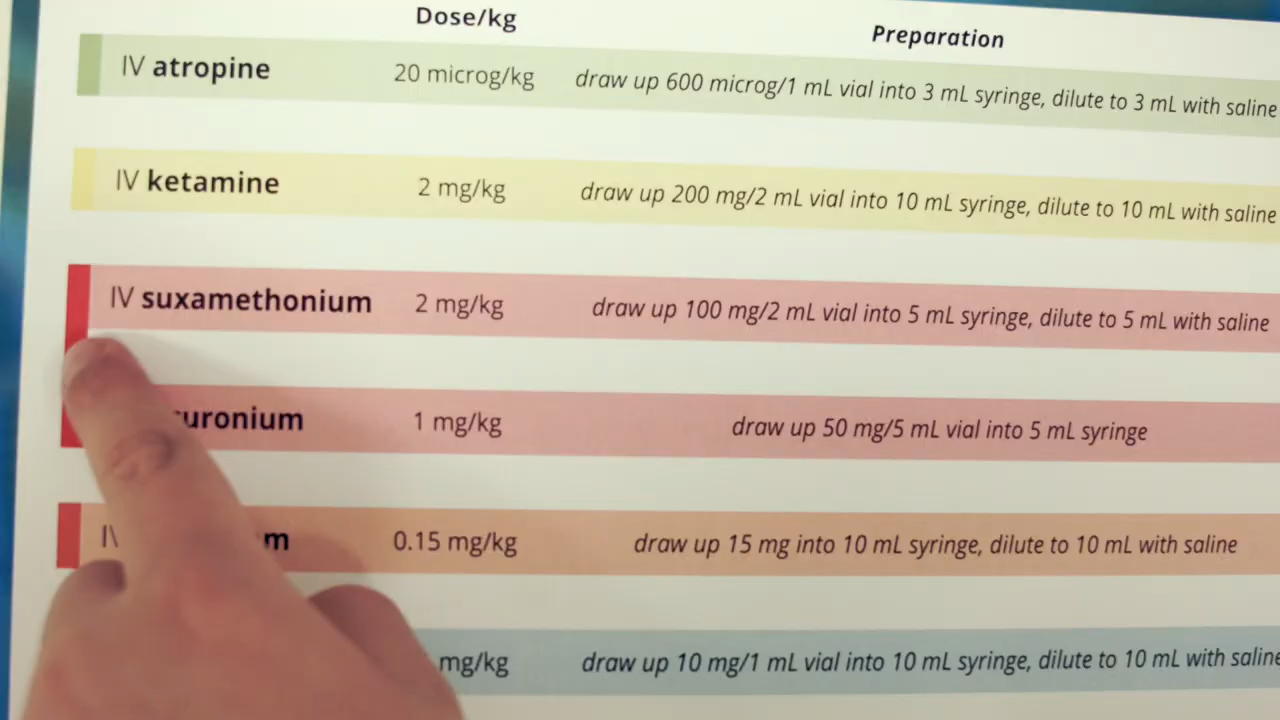 Dose/kg Preparation
IV atropine 20 microg/kg draw up 600 microg/1 mL vial into 3 mL syringe, dilute to 3 mL with saline
IV ketamine 2 mg/kg draw up 200 mg/2 mL vial into 10 mL syringe, dilute to 10 mL with saline
IV suxamethonium 2 mg/kg draw up 100 mg/2 mL vial into 5 mL syringe, dilute to 5 mL with saline
1 mg/kg draw up 50 mg/5 mL vial into 5 mL syringe
0.15 mg/kg draw up 15 mg into 10 mL syringe, dilute to 10 mL with saline
mg/kg draw up 10 mg/1 mL vial into 10 mL syringe, dilute to 10 mL with saline